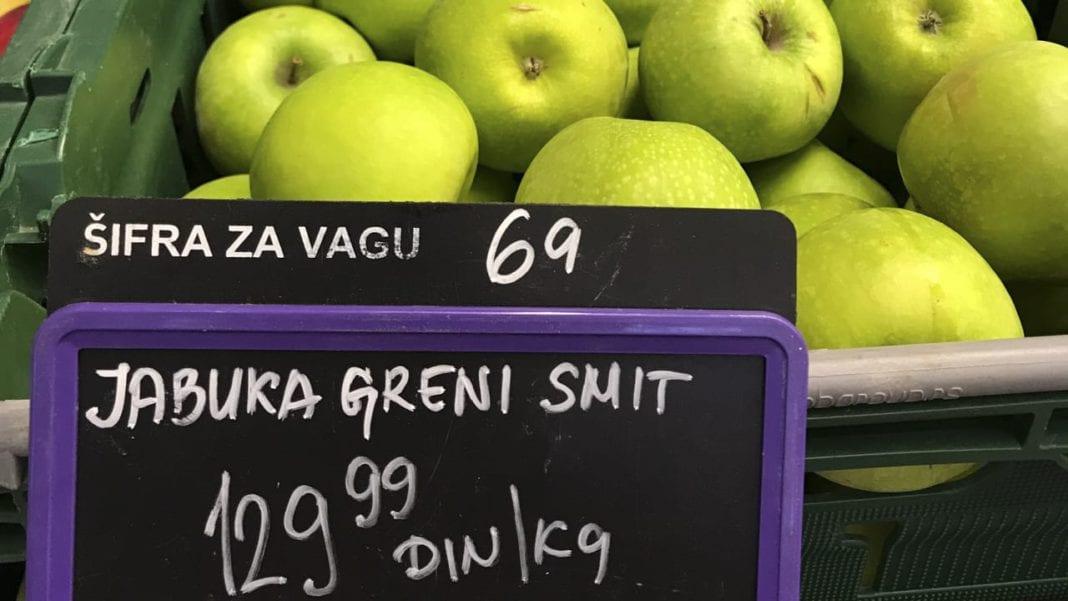 ŠIFRA ZA VAGU 69
JABUKA GRENI SMIT
129 99
DIN/Kg